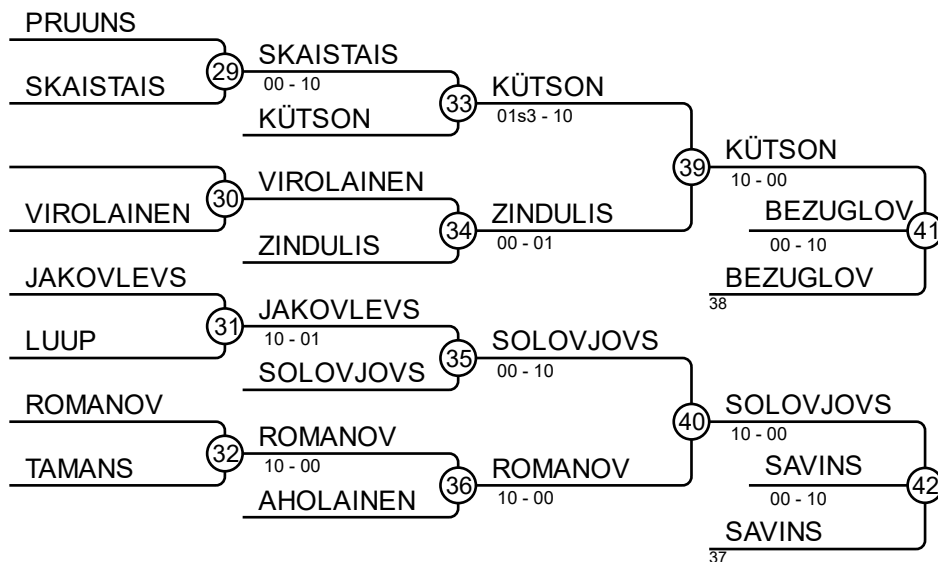 PRUUNS
SKAISTAIS
29
SKAISTAIS
00 - 10
KÜTSON
33
KÜTSON
01s3 - 10
VIROLAINEN
30
VIROLAINEN
ZINDULIS
34
ZINDULIS
00 - 01
39
KÜTSON
10 - 00
BEZUGLOV
00 - 10
41
BEZUGLOV
38
JAKOVLEVS
LUUP
31
JAKOVLEVS
10 - 01
SOLOVJOVS
35
SOLOVJOVS
00 - 10
ROMANOV
TAMANS
32
ROMANOV
10 - 00
AHOLAINEN
36
ROMANOV
10 - 00
40
SOLOVJOVS
10 - 00
SAVINS
00 - 10
42
SAVINS
37